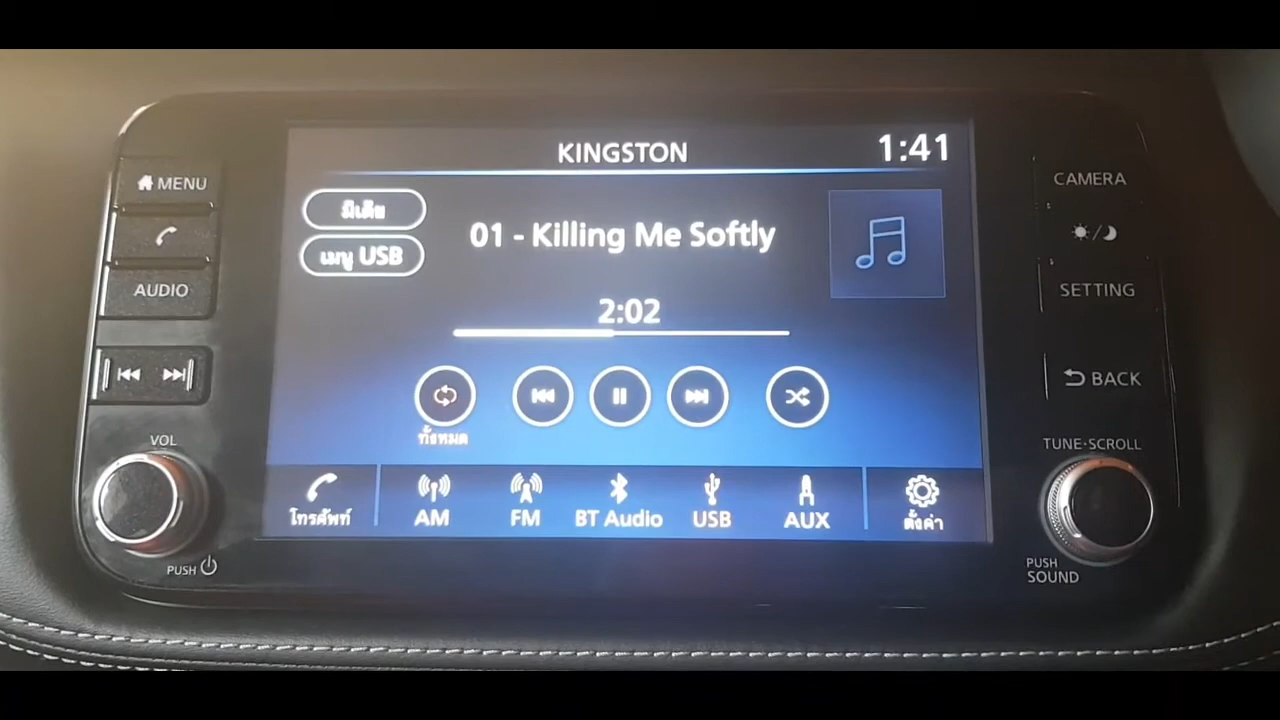 KINGSTON
1:41
MENU
AUDIO
VOL
PUSH
มีเดีย
เมนู USB
01 - Killing Me Softly
2:02
ทั้งหมด
โทรศัพท์
AM
FM
BT Audio
USB
AUX
ตั้งค่า
CAMERA
SETTING
BACK
TUNE·SCROLL
PUSH
SOUND